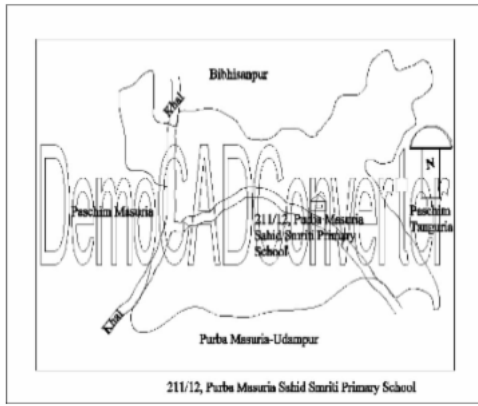 Bibhisanpur
Khal
DemoCADConverter
N
Paschim Masuria
211/12, Purba Masuria
Sahid Smriti Primary
School
Paschim
Tanguria
Khal
Purba Masuria-Udampur
211/12, Purba Masuria Sahid Smriti Primary School